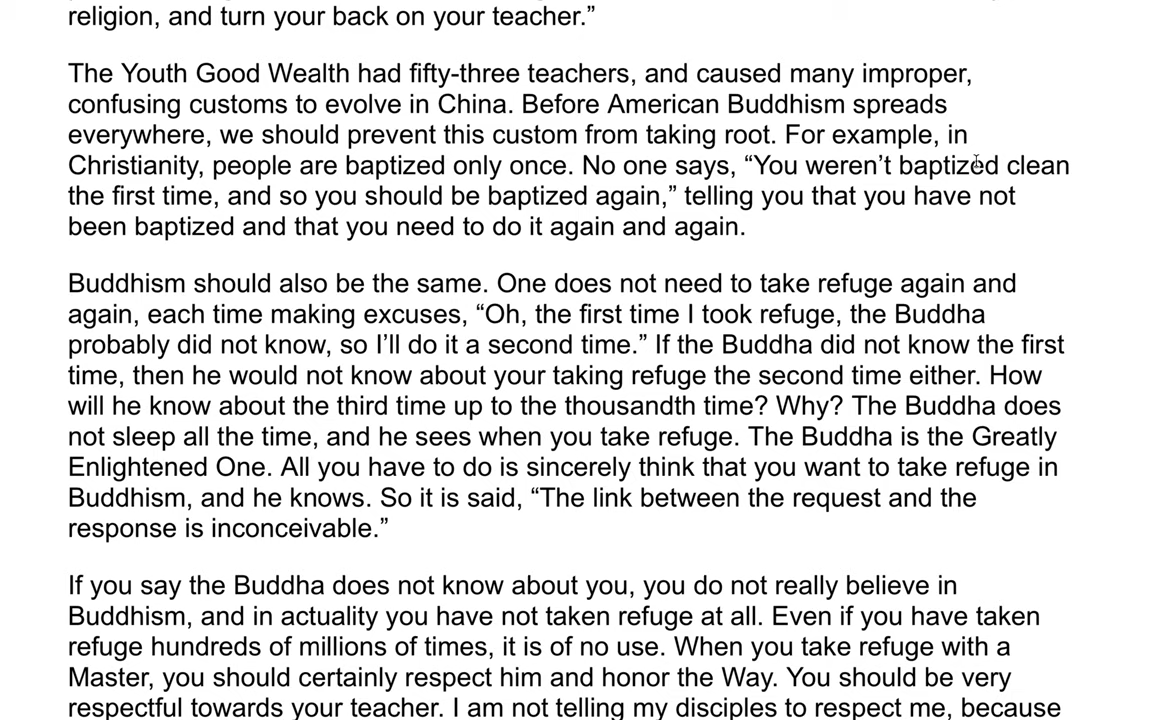 religion, and turn your back on your teacher.”
The Youth Good Wealth had fifty-three teachers, and caused many improper,
confusing customs to evolve in China. Before American Buddhism spreads
everywhere, we should prevent this custom from taking root. For example, in
Christianity, people are baptized only once. No one says, “You weren’t baptized clean
the first time, and so you should be baptized again,” telling you that you have not
been baptized and that you need to do it again and again.
Buddhism should also be the same. One does not need to take refuge again and
again, each time making excuses, “Oh, the first time I took refuge, the Buddha
probably did not know, so I’ll do it a second time.” If the Buddha did not know the first
time, then he would not know about your taking refuge the second time either. How
will he know about the third time up to the thousandth time? Why? The Buddha does
not sleep all the time, and he sees when you take refuge. The Buddha is the Greatly
Enlightened One. All you have to do is sincerely think that you want to take refuge in
Buddhism, and he knows. So it is said, “The link between the request and the
response is inconceivable.”
If you say the Buddha does not know about you, you do not really believe in
Buddhism, and in actuality you have not taken refuge at all. Even if you have taken
refuge hundreds of millions of times, it is of no use. When you take refuge with a
Master, you should certainly respect him and honor the Way. You should be very
respectful towards your teacher. I am not telling my disciples to respect me, because